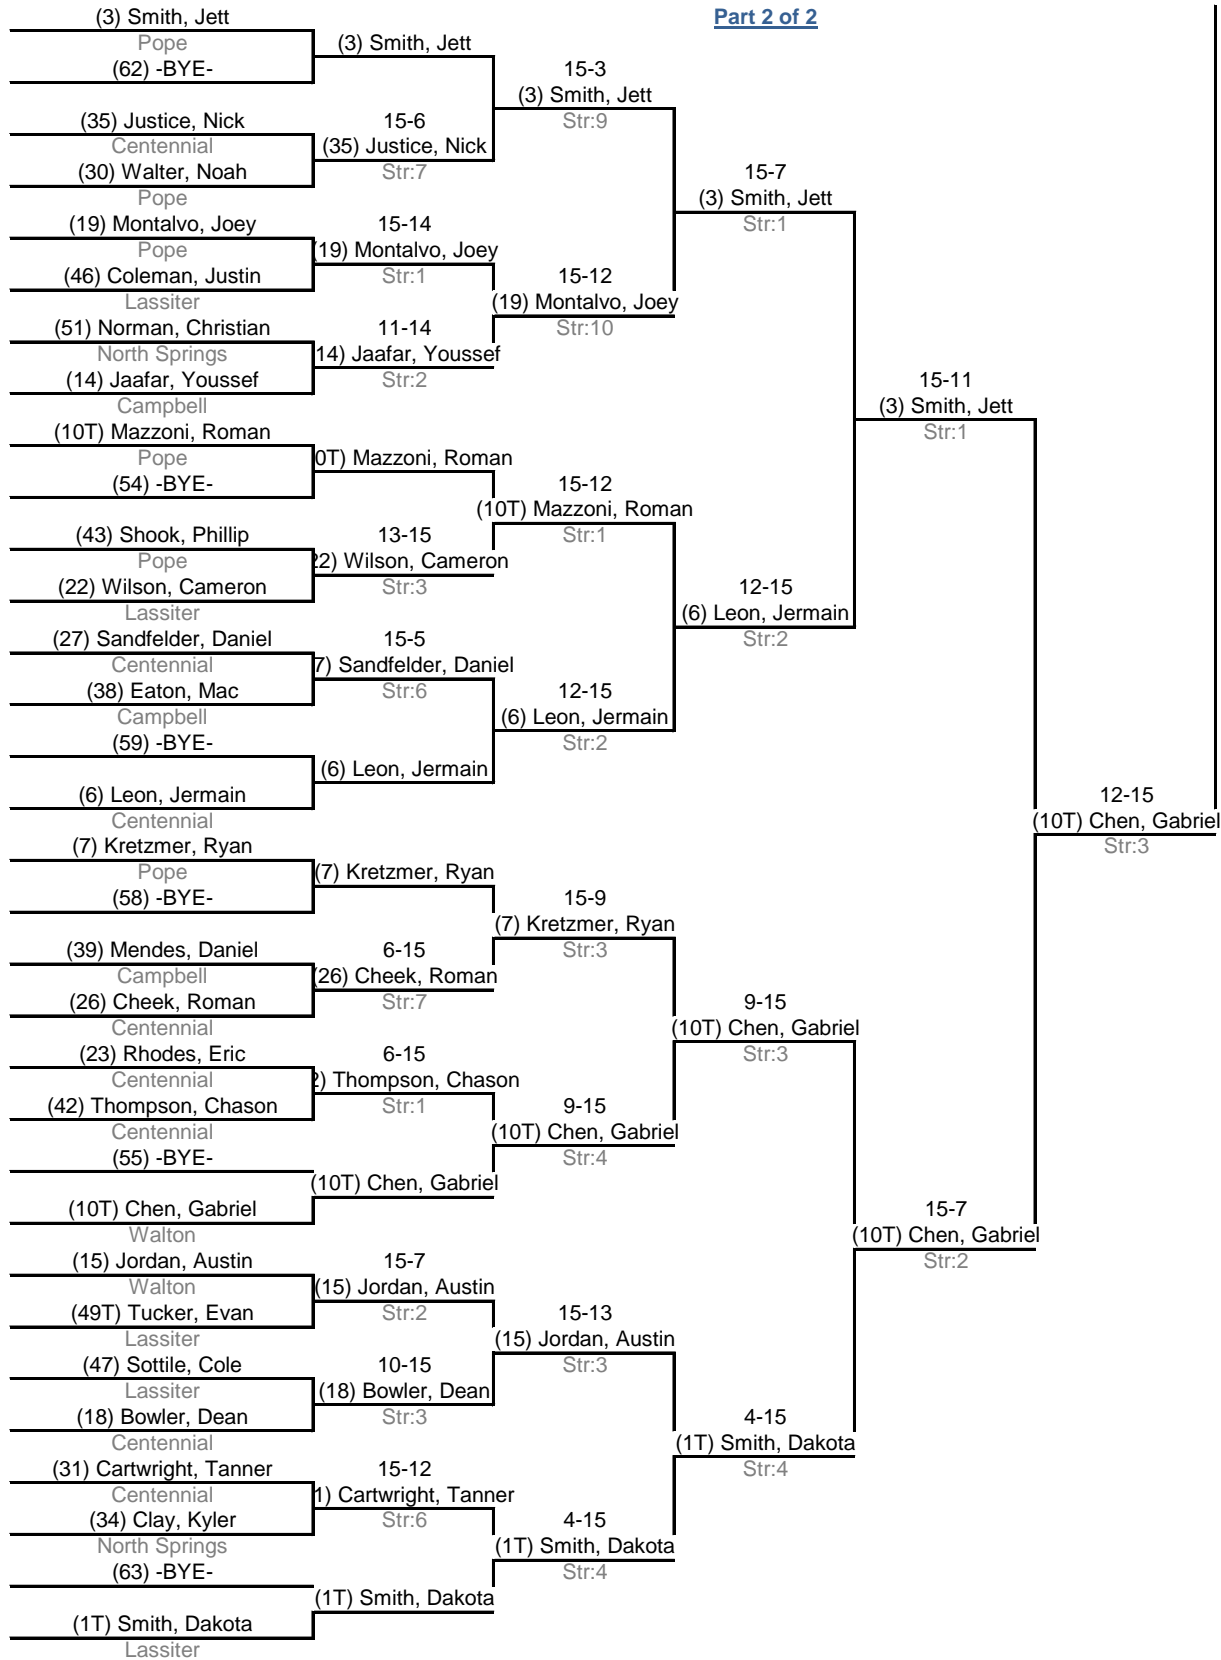 Part 2 of 2
(3) Smith, Jett
Pope
(62) -BYE-
(35) Justice, Nick
Centennial
(30) Walter, Noah
Pope
(19) Montalvo, Joey
Pope
(46) Coleman, Justin
Lassiter
(51) Norman, Christian
North Springs
(14) Jaafar, Youssef
Campbell
(10T) Mazzoni, Roman
Pope
(54) -BYE-
(43) Shook, Phillip
Pope
(22) Wilson, Cameron
Lassiter
(27) Sandfelder, Daniel
Centennial
(38) Eaton, Mac
Campbell
(59) -BYE-
(6) Leon, Jermain
Centennial
(7) Kretzmer, Ryan
Pope
(58) -BYE-
(39) Mendes, Daniel
Campbell
(26) Cheek, Roman
Centennial
(23) Rhodes, Eric
Centennial
(42) Thompson, Chason
Centennial
(55) -BYE-
(10T) Chen, Gabriel
Walton
(15) Jordan, Austin
Walton
(49T) Tucker, Evan
Lassiter
(47) Sottile, Cole
Lassiter
(18) Bowler, Dean
Centennial
(31) Cartwright, Tanner
Centennial
(34) Clay, Kyler
North Springs
(63) -BYE-
(1T) Smith, Dakota
Lassiter
(3) Smith, Jett
15-6
(35) Justice, Nick
Str:7
15-14
(19) Montalvo, Joey
Str:1
11-14
14) Jaafar, Youssef
Str:2
0T) Mazzoni, Roman
13-15
22) Wilson, Cameron
Str:3
15-5
7) Sandfelder, Daniel
Str:6
(6) Leon, Jermain
(7) Kretzmer, Ryan
6-15
(26) Cheek, Roman
Str:7
6-15
2) Thompson, Chason
Str:1
(10T) Chen, Gabriel
15-7
(15) Jordan, Austin
Str:2
10-15
(18) Bowler, Dean
Str:3
15-12
1) Cartwright, Tanner
Str:6
(1T) Smith, Dakota
15-3
(3) Smith, Jett
Str:9
15-12
(19) Montalvo, Joey
Str:10
15-12
(10T) Mazzoni, Roman
Str:1
12-15
(6) Leon, Jermain
Str:2
15-9
(7) Kretzmer, Ryan
Str:3
9-15
(10T) Chen, Gabriel
Str:4
15-13
(15) Jordan, Austin
Str:3
4-15
(1T) Smith, Dakota
Str:4
15-7
(3) Smith, Jett
Str:1
12-15
(6) Leon, Jermain
Str:2
9-15
(10T) Chen, Gabriel
Str:3
4-15
(1T) Smith, Dakota
Str:4
15-11
(3) Smith, Jett
Str:1
15-7
(10T) Chen, Gabriel
Str:2
12-15
(10T) Chen, Gabriel
Str:3